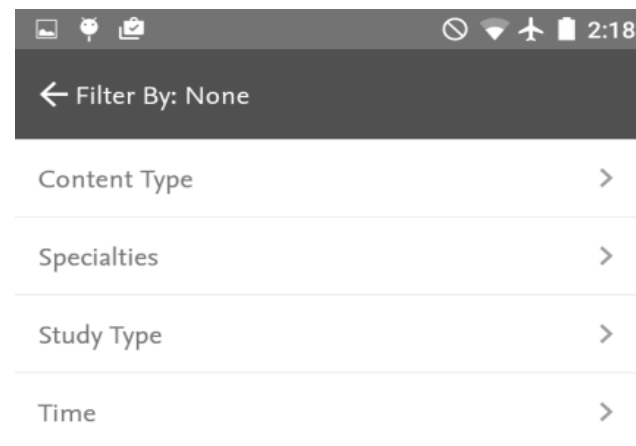 2:18
Filter By: None
Content Type
Specialties
Study Type
Time